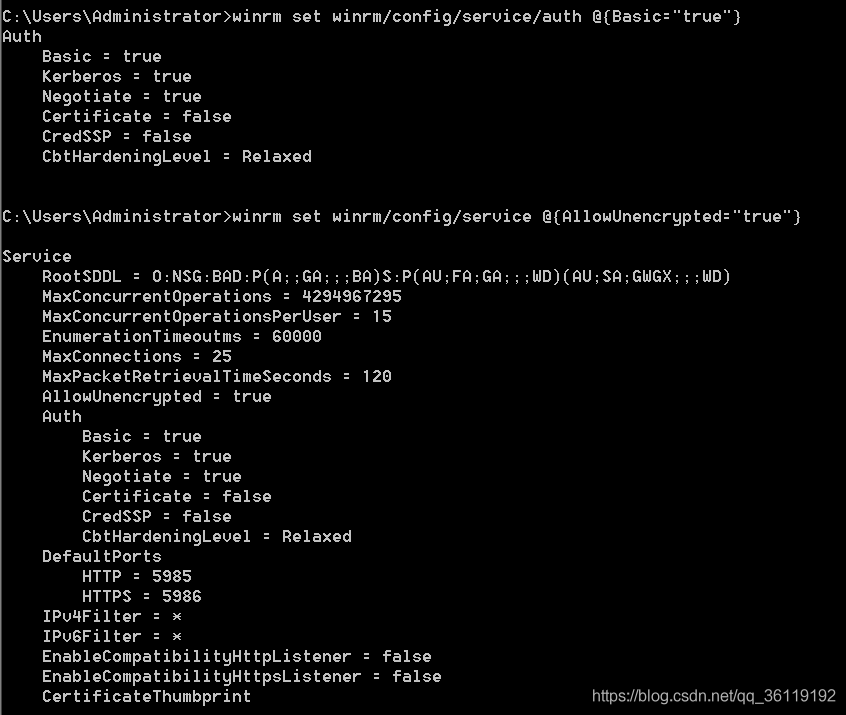 C:\Users\Administrator>winrm set winrm/config/service/auth @{Basic="true"}
Auth
    Basic = true
    Kerberos = true
    Negotiate = true
    Certificate = false
    CredSSP = false
    CbtHardeningLevel = Relaxed

C:\Users\Administrator>winrm set winrm/config/service @{AllowUnencrypted="true"}
Service
    RootSDDL = O:NSG:BAD:P(A;;GA;;;BA)S:P(AU;FA;GA;;;WD)(AU;SA;GWGX;;;WD)
    MaxConcurrentOperations = 4294967295
    MaxConcurrentOperationsPerUser = 15
    EnumerationTimeoutms = 60000
    MaxConnections = 25
    MaxPacketRetrievalTimeSeconds = 120
    AllowUnencrypted = true
    Auth
        Basic = true
        Kerberos = true
        Negotiate = true
        Certificate = false
        CredSSP = false
        CbtHardeningLevel = Relaxed
    DefaultPorts
        HTTP = 5985
        HTTPS = 5986
    IPv4Filter = *
    IPv6Filter = *
    EnableCompatibilityHttpListener = false
    EnableCompatibilityHttpsListener = false
    CertificateThumbprint
https://blog.csdn.net/qq_36119192